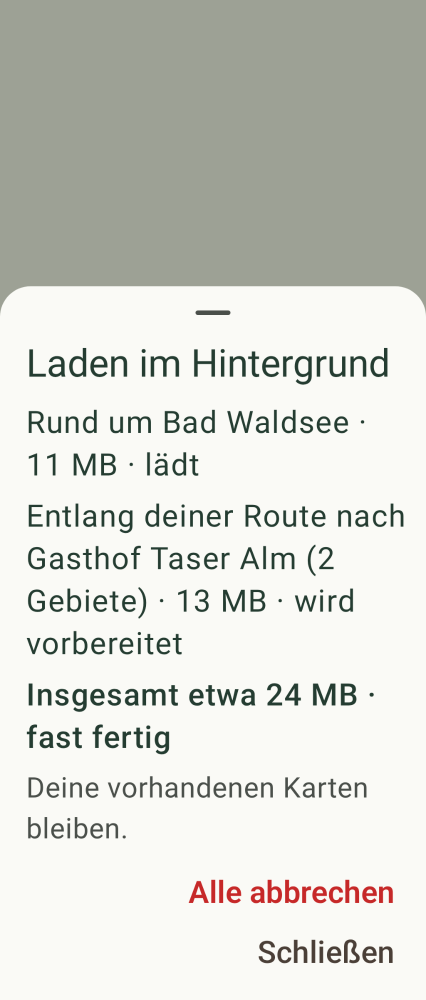 Laden im Hintergrund
Rund um Bad Waldsee ·
11 MB · lädt
Entlang deiner Route nach
Gasthof Taser Alm (2
Gebiete) · 13 MB · wird
vorbereitet
Insgesamt etwa 24 MB ·
fast fertig
Deine vorhandenen Karten
bleiben.
Alle abbrechen
Schließen